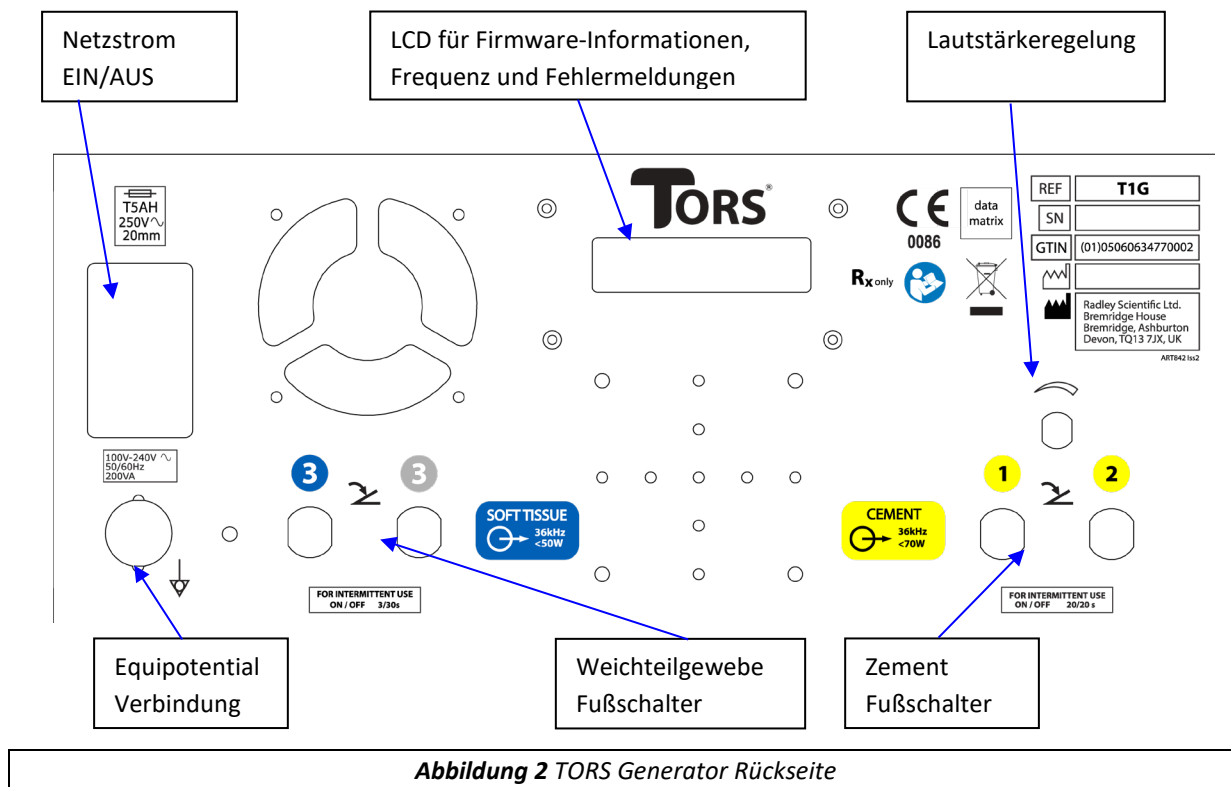 Netzstrom
EIN/AUS
LCD für Firmware-Informationen,
Frequenz und Fehlermeldungen
Lautstärkeregelung
T5AH
250V
20mm
TORS®
CE
0086
data
matrix
Rx only
REF T1G
SN
GTIN (01)05060634770002
Radley Scientific Ltd.
Bremridge House
Bremridge, Ashburton
Devon, TQ13 7JX, UK
ART842 Iss2
100V-240V
50/60Hz
200VA
3 3
SOFT TISSUE
36kHz
<50W
CEMENT
36kHz
<70W
1 2
FOR INTERMITTENT USE
ON / OFF 3/30s
FOR INTERMITTENT USE
ON / OFF 20/20 s
Equipotential
Verbindung
Weichteilgewebe
Fußschalter
Zement
Fußschalter
Abbildung 2 TORS Generator Rückseite